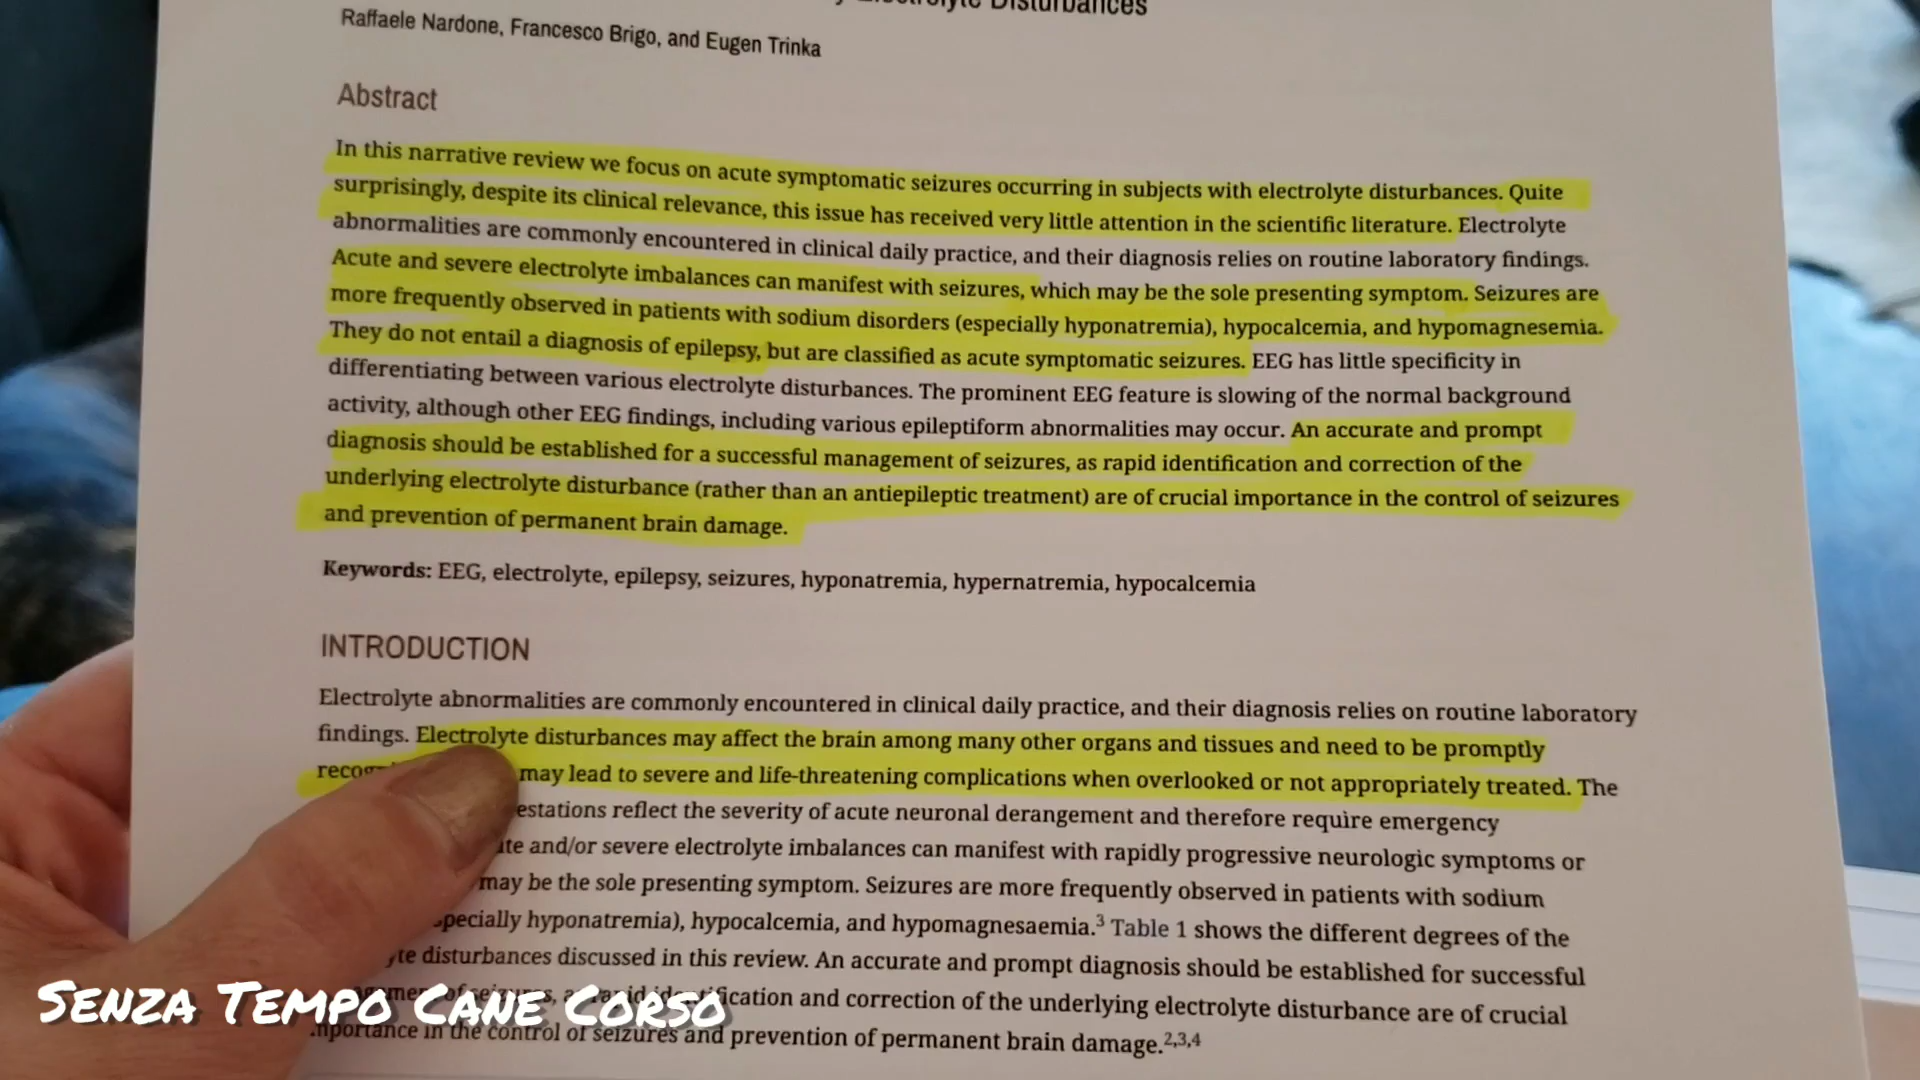 Electrolyte Disturbances
Raffaele Nardone, Francesco Brigo, and Eugen Trinka
Abstract
In this narrative review we focus on acute symptomatic seizures occurring in subjects with electrolyte disturbances. Quite
surprisingly, despite its clinical relevance, this issue has received very little attention in the scientific literature. Electrolyte
abnormalities are commonly encountered in clinical daily practice, and their diagnosis relies on routine laboratory findings.
Acute and severe electrolyte imbalances can manifest with seizures, which may be the sole presenting symptom. Seizures are
more frequently observed in patients with sodium disorders (especially hyponatremia), hypocalcemia, and hypomagnesemia.
They do not entail a diagnosis of epilepsy, but are classified as acute symptomatic seizures. EEG has little specificity in
differentiating between various electrolyte disturbances. The prominent EEG feature is slowing of the normal background
activity, although other EEG findings, including various epileptiform abnormalities may occur. An accurate and prompt
diagnosis should be established for a successful management of seizures, as rapid identification and correction of the
underlying electrolyte disturbance (rather than an antiepileptic treatment) are of crucial importance in the control of seizures
and prevention of permanent brain damage.
Keywords: EEG, electrolyte, epilepsy, seizures, hyponatremia, hypernatremia, hypocalcemia
INTRODUCTION
Electrolyte abnormalities are commonly encountered in clinical daily practice, and their diagnosis relies on routine laboratory
findings. Electrolyte disturbances may affect the brain among many other organs and tissues and need to be promptly
may lead to severe and life-threatening complications when overlooked or not appropriately treated. The
estations reflect the severity of acute neuronal derangement and therefore require emergency
and/or severe electrolyte imbalances can manifest with rapidly progressive neurologic symptoms or
may be the sole presenting symptom. Seizures are more frequently observed in patients with sodium
specially hyponatremia), hypocalcemia, and hypomagnesaemia.3 Table 1 shows the different degrees of the
disturbances discussed in this review. An accurate and prompt diagnosis should be established for successful
of seizures, rapid identification and correction of the underlying electrolyte disturbance are of crucial
importance in the control of seizures and prevention of permanent brain damage.2,3,4
Senza Tempo Cane Corso